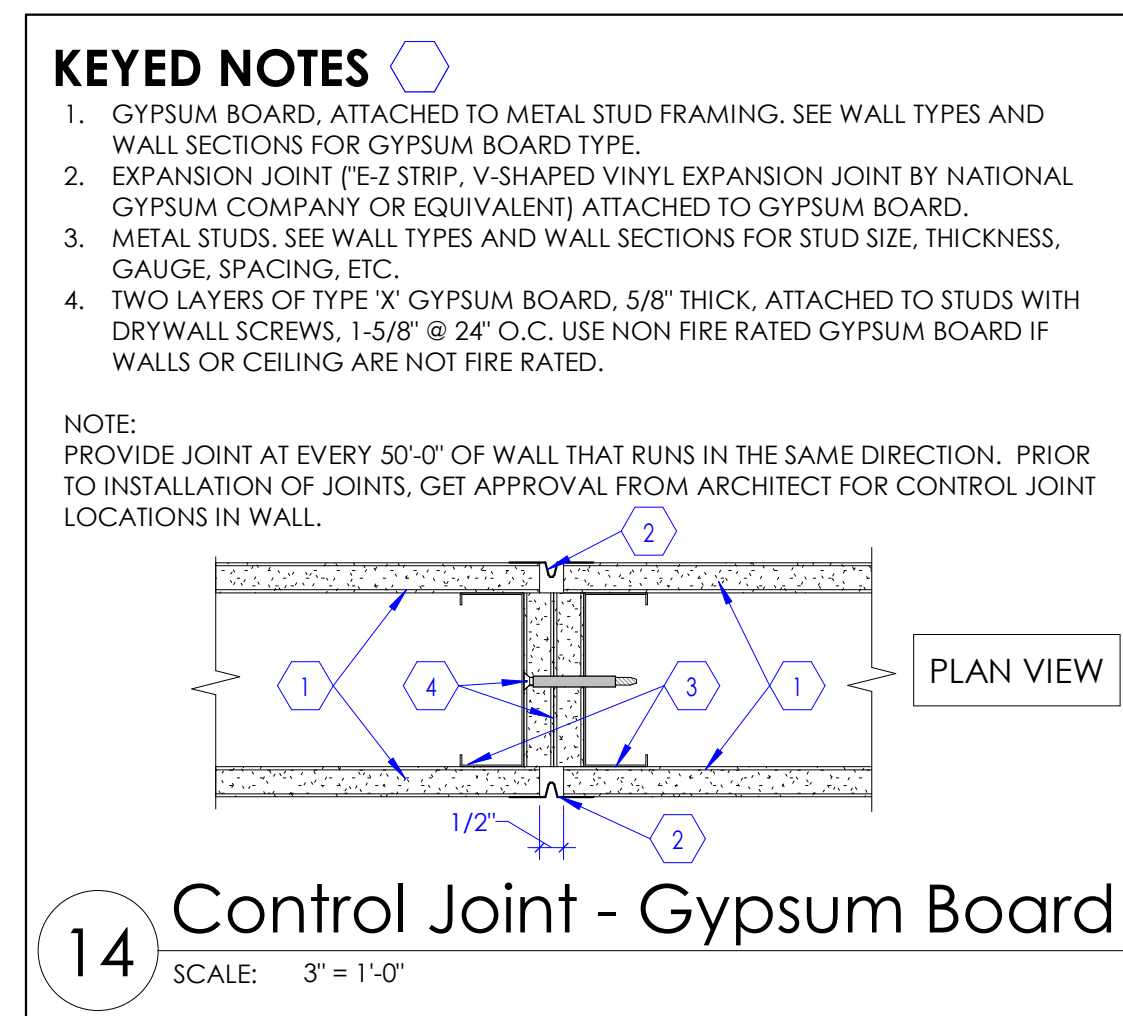 KEYED NOTES
1. GYPSUM BOARD, ATTACHED TO METAL STUD FRAMING. SEE WALL TYPES AND
WALL SECTIONS FOR GYPSUM BOARD TYPE.
2. EXPANSION JOINT ("E-Z STRIP, V-SHAPED VINYL EXPANSION JOINT BY NATIONAL
GYPSUM COMPANY OR EQUIVALENT) ATTACHED TO GYPSUM BOARD.
3. METAL STUDS. SEE WALL TYPES AND WALL SECTIONS FOR STUD SIZE, THICKNESS,
GAUGE, SPACING, ETC.
4. TWO LAYERS OF TYPE 'X' GYPSUM BOARD, 5/8" THICK, ATTACHED TO STUDS WITH
DRYWALL SCREWS, 1-5/8" @ 24" O.C. USE NON FIRE RATED GYPSUM BOARD IF
WALLS OR CEILING ARE NOT FIRE RATED.
NOTE:
PROVIDE JOINT AT EVERY 50'-0" OF WALL THAT RUNS IN THE SAME DIRECTION. PRIOR
TO INSTALLATION OF JOINTS, GET APPROVAL FROM ARCHITECT FOR CONTROL JOINT
LOCATIONS IN WALL.
2
1
4
3
1
PLAN VIEW
1/2"
2
14
Control Joint - Gypsum Board
SCALE: 3" = 1'-0"